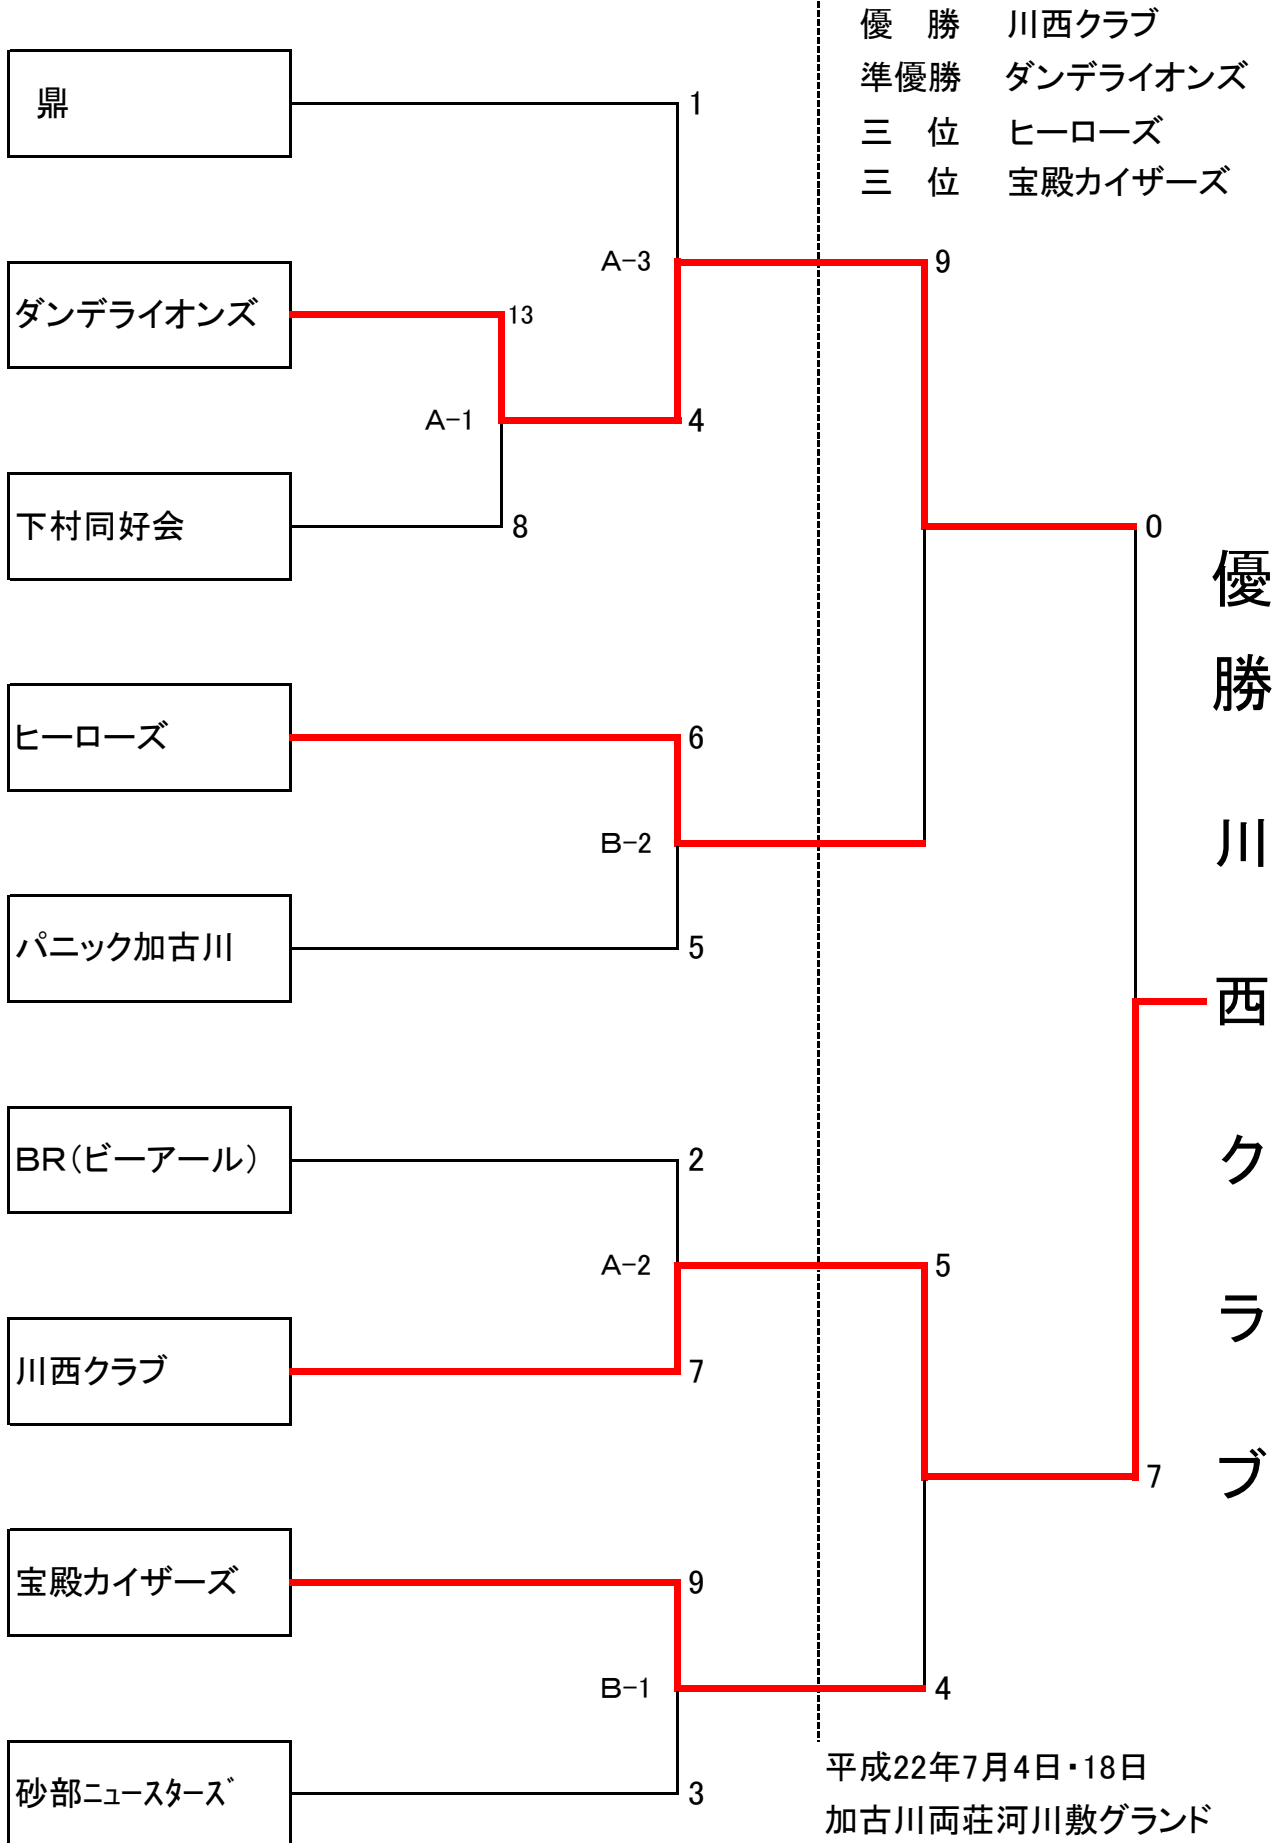 優　勝　川西クラブ
準優勝　ダンデライオンズ
三　位　ヒーローズ
三　位　宝殿カイザーズ
鼎
1
A-3
9
ダンデライオンズ
13
A-1
4
下村同好会
8
0
ヒーローズ
6
B-2
パニック加古川
5
BR(ビーアール)
2
A-2
5
川西クラブ
7
7
宝殿カイザーズ
9
B-1
4
砂部ﾆｭｰｽﾀｰｽﾞ
3
優勝　川西クラブ
平成22年7月4日・18日
加古川両荘河川敷グランド